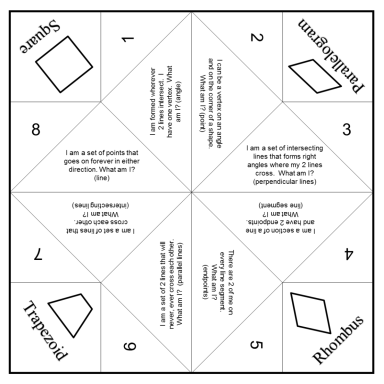 Square
1
2
Parallelogram
I am formed wherever
2 lines intersect. I
have one vertex. What
am I? (angle)
I can be a vertex on an angle
and on the corner of a shape.
What am I? (point)
8
3
I am a set of points that
goes on forever in either
direction. What am I?
(line)
I am a set of intersecting
lines that forms right
angles where my 2 lines
cross. What am I?
(perpendicular lines)
I am a set of lines that
cross each other.
What am I?
(intersecting lines)
I am a section of a line
and have 2 endpoints.
What am I?
(line segment)
7
4
I am a set of 2 lines that will
never, ever cross each other.
What am I? (parallel lines)
There are 2 of me on
every line segment.
What am I?
(endpoints)
Trapezoid
6
5
Rhombus